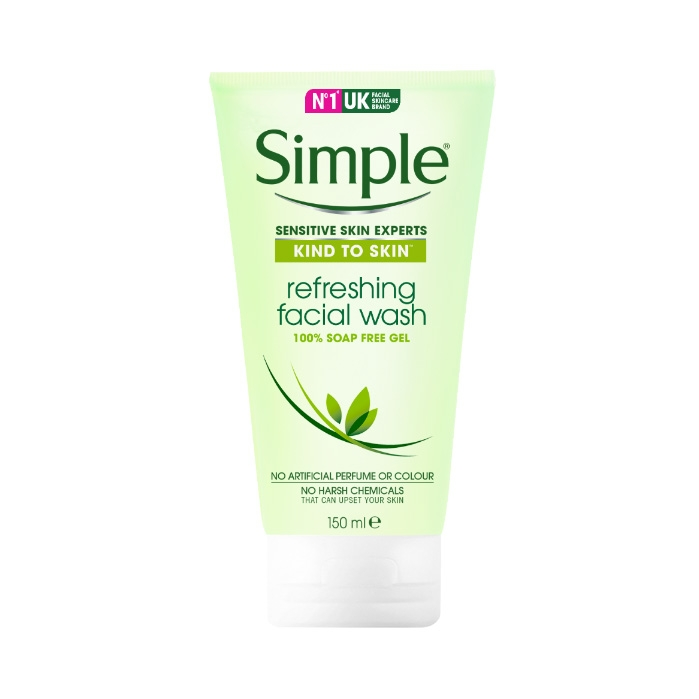 Nº1 UK FACIAL SKINCARE BRAND
Simple®
SENSITIVE SKIN EXPERTS
KIND TO SKIN™
refreshing
facial wash
100% SOAP FREE GEL
NO ARTIFICIAL PERFUME OR COLOUR
NO HARSH CHEMICALS
THAT CAN UPSET YOUR SKIN
150 ml ℮